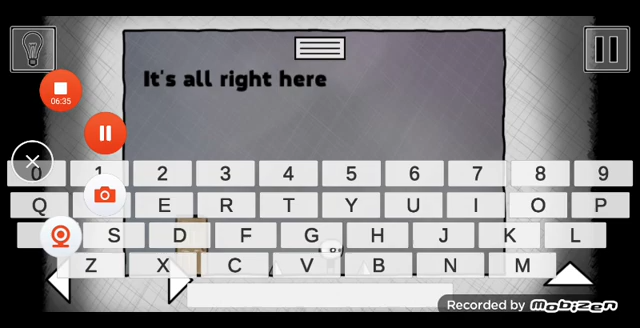 It's all right here
06:35
0 1 2 3 4 5 6 7 8 9
Q E R T Y U I O P
S D F G H J K L
Z X C V B N M
Recorded by mobizen